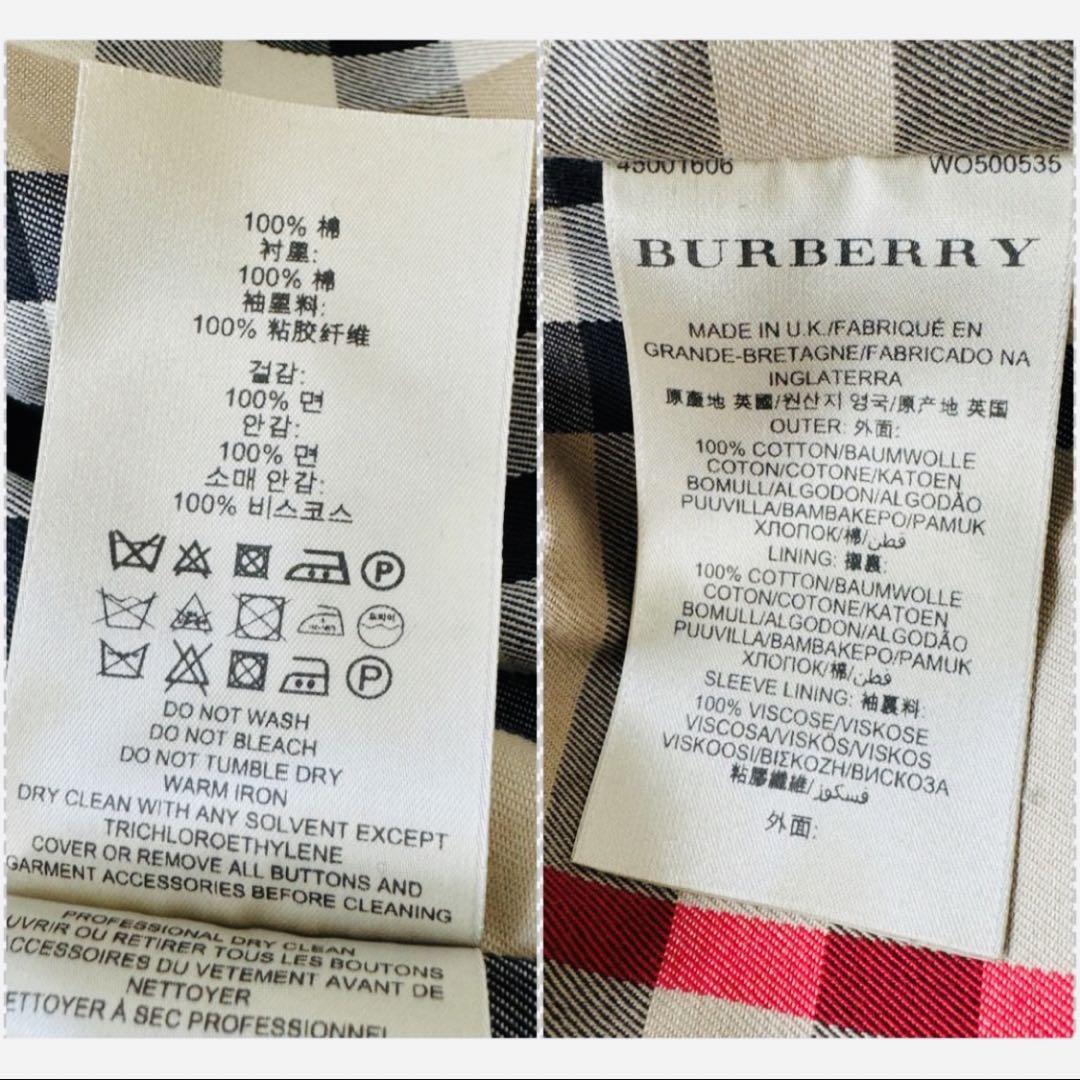 100% 棉
衬里:
100% 棉
袖里料:
100% 粘胶纤维
겉감:
100% 면
안감:
100% 면
소매 안감:
100% 비스코스
P
드라이
P
DO NOT WASH
DO NOT BLEACH
DO NOT TUMBLE DRY
WARM IRON
DRY CLEAN WITH ANY SOLVENT EXCEPT
TRICHLOROETHYLENE
COVER OR REMOVE ALL BUTTONS AND
GARMENT ACCESSORIES BEFORE CLEANING
PROFESSIONAL DRY CLEAN
OUVRIR OU RETIRER TOUS LES BOUTONS
ACCESSOIRES DU VETEMENT AVANT DE
NETTOYER
NETTOYER À SEC PROFESSIONNEL
45001606 WO500535
BURBERRY
MADE IN U.K./FABRIQUÉ EN
GRANDE-BRETAGNE/FABRICADO NA
INGLATERRA
原產地 英國/원산지 영국/原产地 英国
OUTER: 外面:
100% COTTON/BAUMWOLLE
COTON/COTONE/KATOEN
BOMULL/ALGODON/ALGODÃO
PUUVILLA/ΒΑΜΒΑΚΕΡΟ/PAMUK
ХЛОПОК/棉/قطن
LINING: 襯裏:
100% COTTON/BAUMWOLLE
COTON/COTONE/KATOEN
BOMULL/ALGODON/ALGODÃO
PUUVILLA/ΒΑΜΒΑΚΕΡΟ/PAMUK
ХЛОПОК/棉/قطن
SLEEVE LINING: 袖裏料:
100% VISCOSE/VISKOSE
VISCOSA/VISKÓS/VISKOS
VISKOOSI/ΒΙΣΚΟΖΗ/ВИСКОЗА
粘膠纖維/فسكوز
外面: